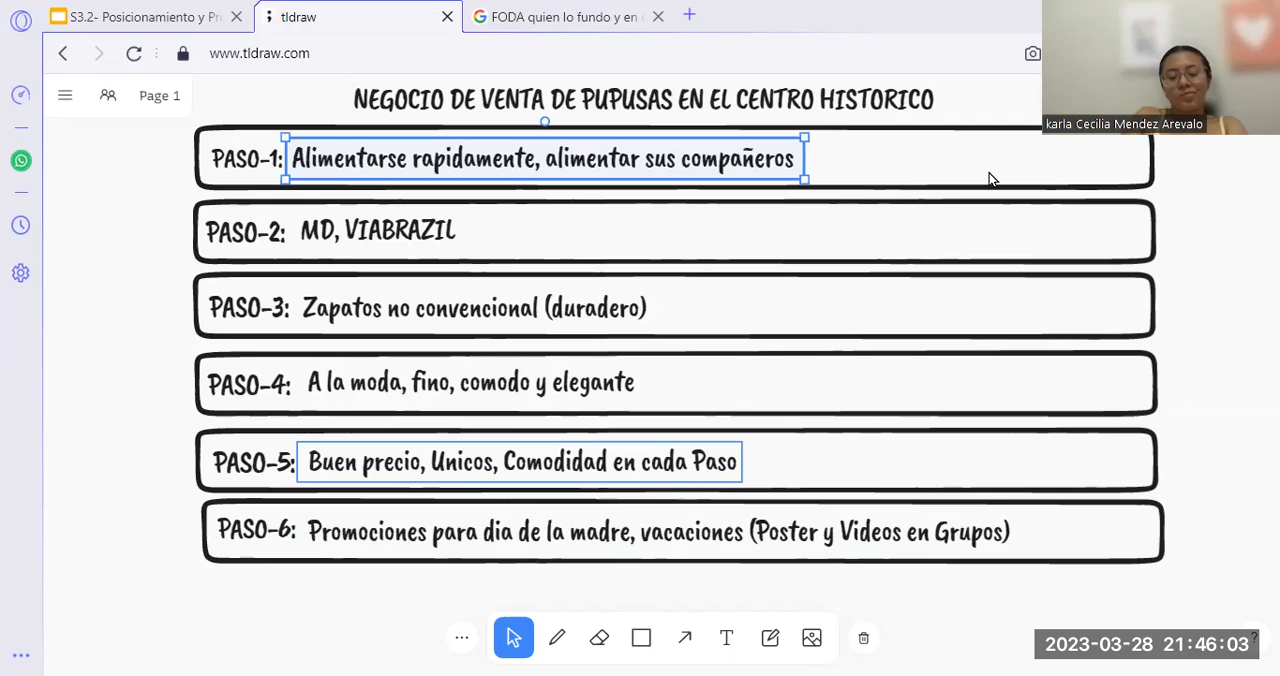 S3.2- Posicionamiento y Pr
tldraw
FODA quien lo fundo y en c
www.tldraw.com
Page 1
karla Cecilia Mendez Arevalo
NEGOCIO DE VENTA DE PUPUSAS EN EL CENTRO HISTORICO
PASO-1: Alimentarse rapidamente, alimentar sus compañeros
PASO-2: MD, VIABRAZIL
PASO-3: Zapatos no convencional (duradero)
PASO-4: A la moda, fino, comodo y elegante
PASO-5: Buen precio, Unicos, Comodidad en cada Paso
PASO-6: Promociones para dia de la madre, vacaciones (Poster y Videos en Grupos)
2023-03-28 21:46:03